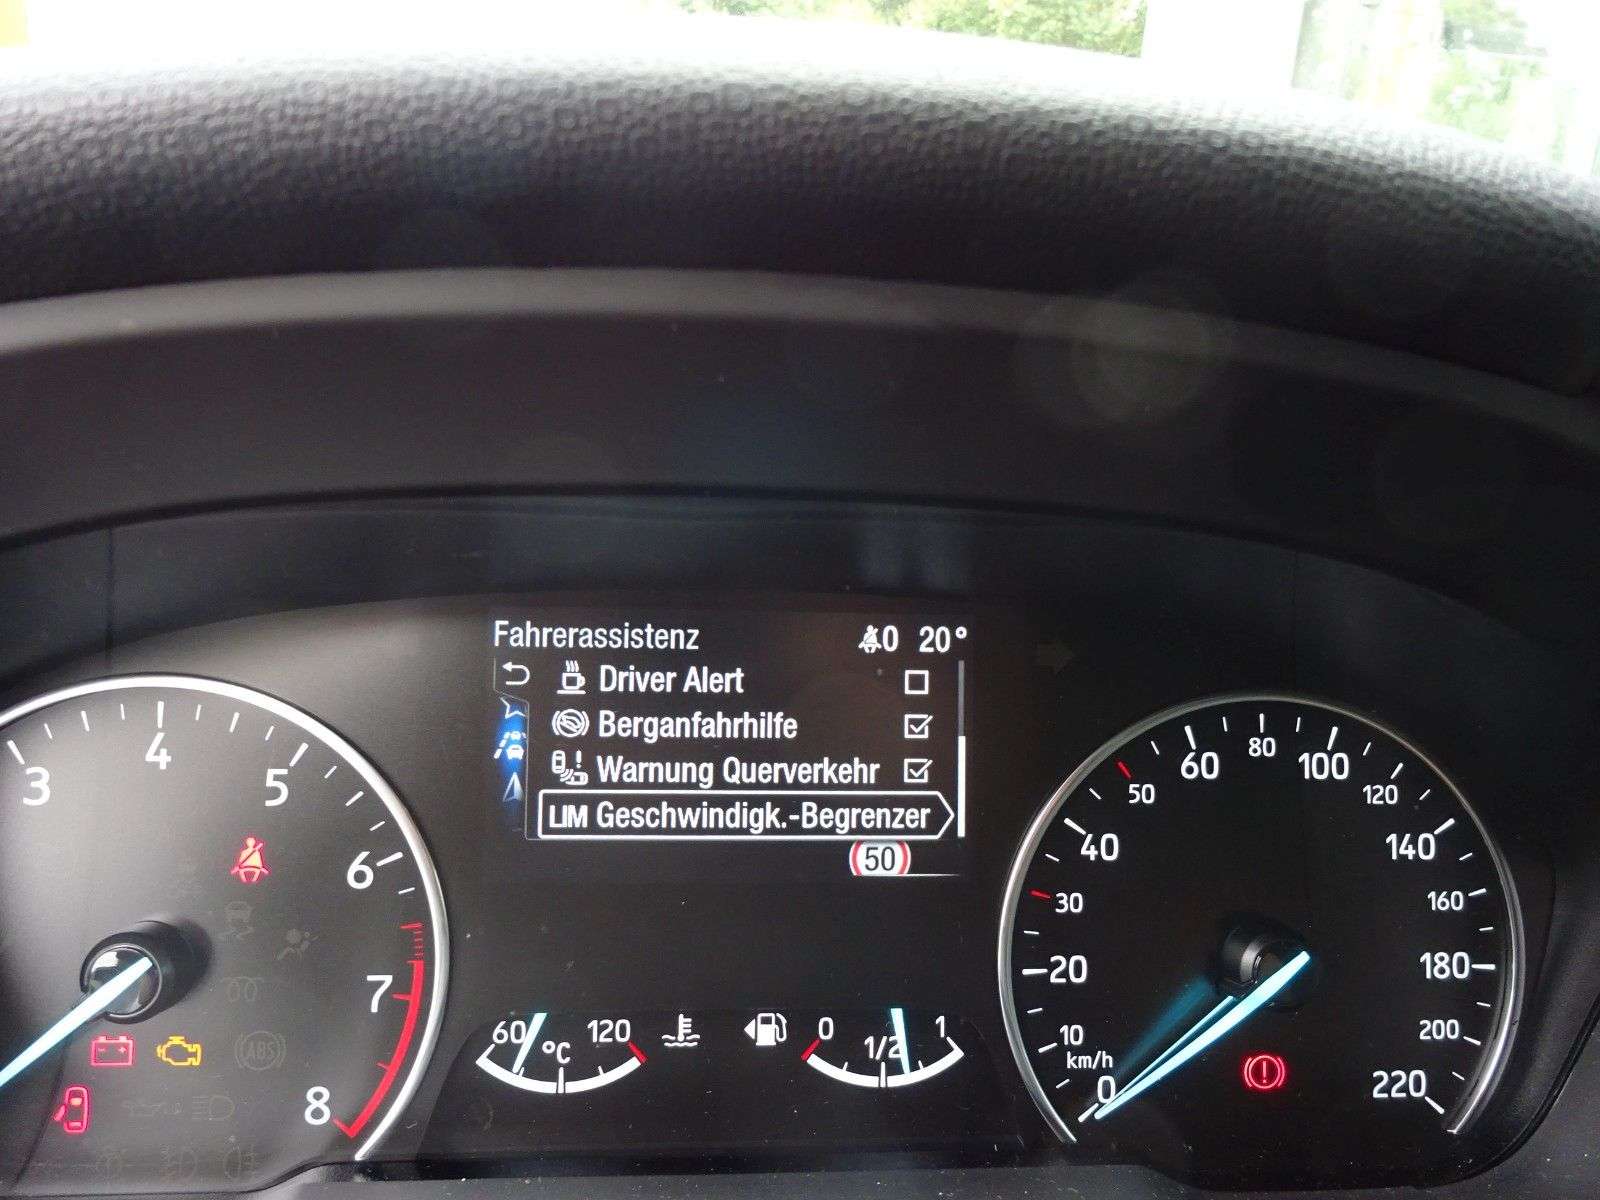 Fahrerassistenz 0 20°
Driver Alert
Berganfahrhilfe
Warnung Querverkehr
LIM Geschwindigk.-Begrenzer
50
3
4
5
6
7
8
ABS
60 °C 120
0 1/2 1
0
10
20
30
40
50
60
80
100
120
140
160
180
200
220
km/h